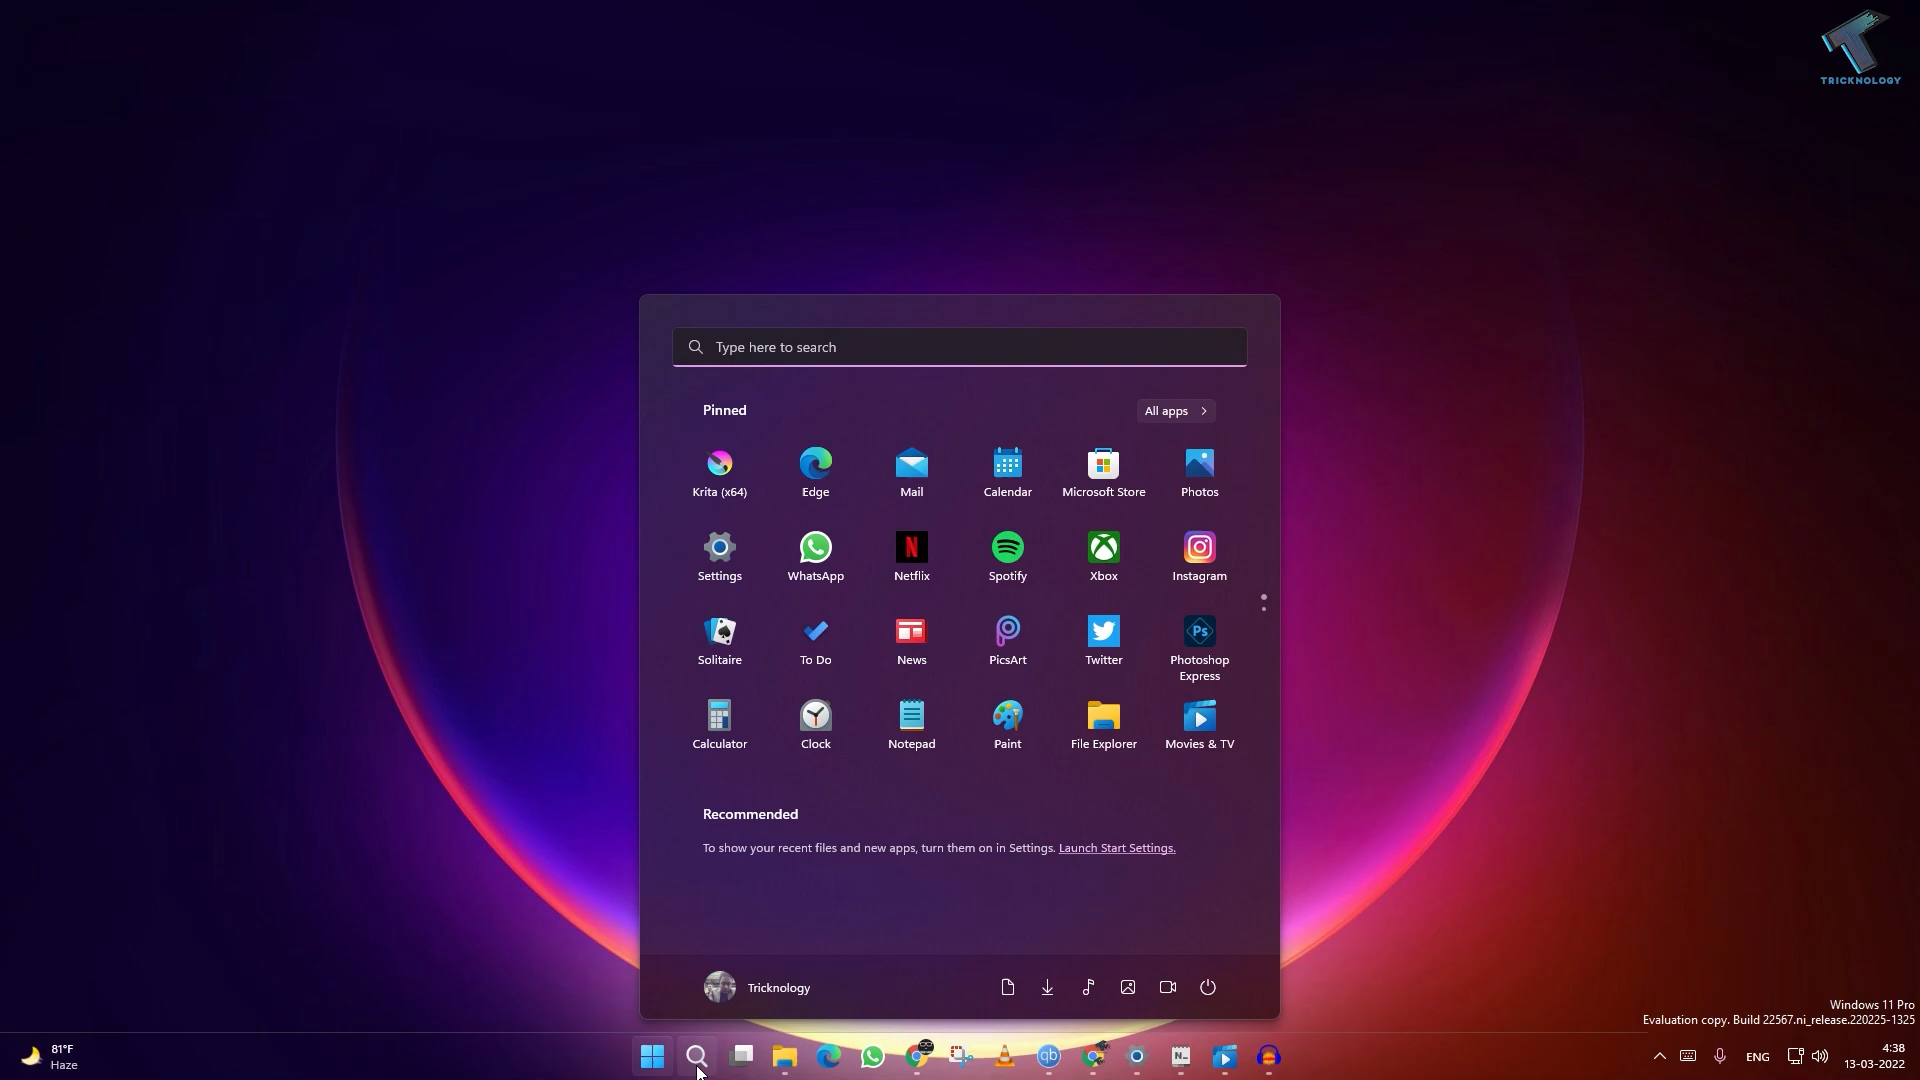 TRICKNOLOGY
Type here to search
Pinned
All apps
Krita (x64)
Edge
Mail
Calendar
Microsoft Store
Photos
Settings
WhatsApp
Netflix
Spotify
Xbox
Instagram
Solitaire
To Do
News
PicsArt
Twitter
Ps
Photoshop
Express
Calculator
Clock
Notepad
Paint
File Explorer
Movies & TV
Recommended
To show your recent files and new apps, turn them on in Settings. Launch Start Settings.
Tricknology
Windows 11 Pro
Evaluation copy. Build 22567.ni_release.220225-1325
81°F
Haze
qb
N..
ENG
4:38
13-03-2022